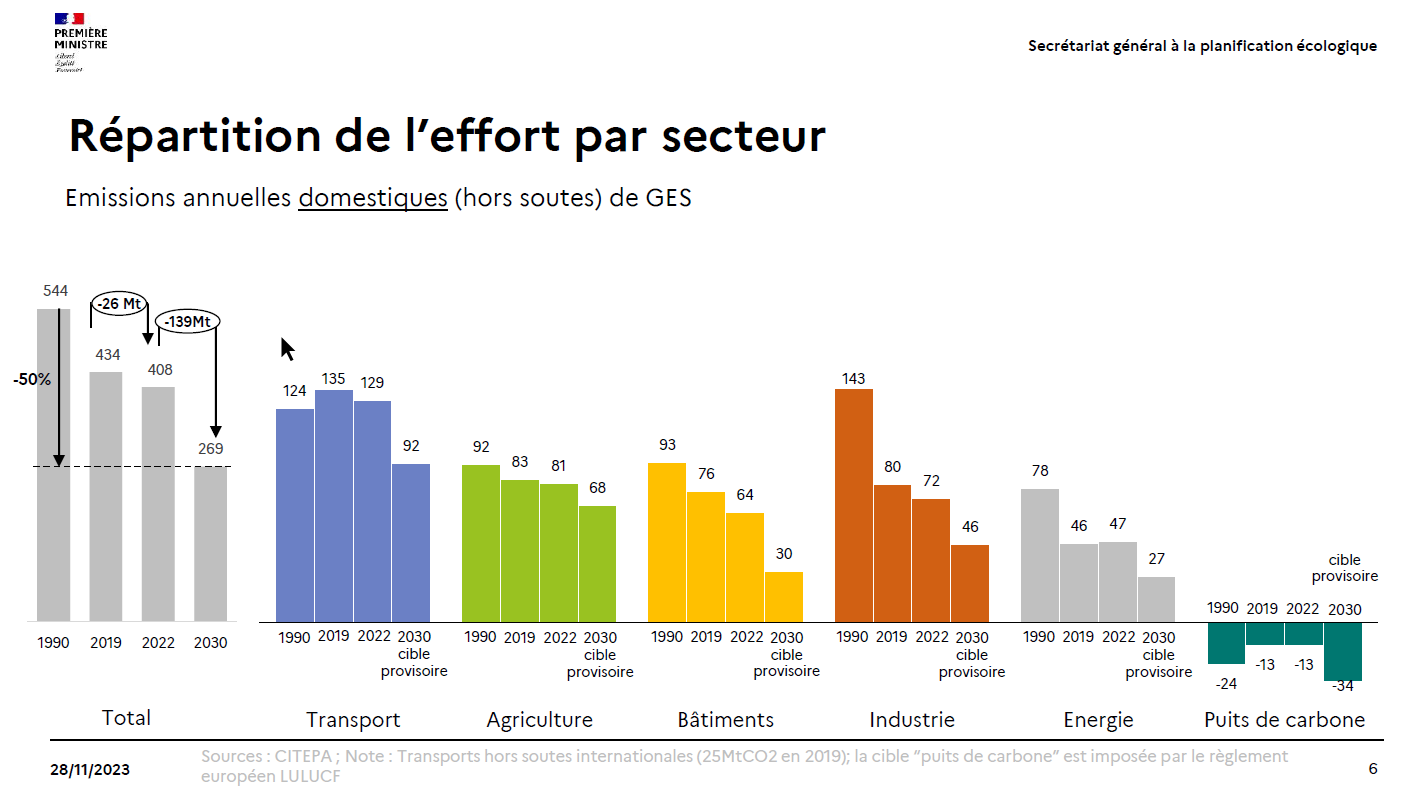 PREMIÈRE
MINISTRE
Liberté
Égalité
Fraternité
Secrétariat général à la planification écologique
Répartition de l’effort par secteur
Emissions annuelles domestiques (hors soutes) de GES
544
-26 Mt
-139Mt
434
408
-50%
269
1990 2019 2022 2030
Total
124 135 129 92
1990 2019 2022 2030
cible
provisoire
Transport
92 83 81 68
1990 2019 2022 2030
cible
provisoire
Agriculture
93 76 64 30
1990 2019 2022 2030
cible
provisoire
Bâtiments
143 80 72 46
1990 2019 2022 2030
cible
provisoire
Industrie
78 46 47 27
1990 2019 2022 2030
cible
provisoire
Energie
cible
provisoire
1990 2019 2022 2030
-24 -13 -13 -34
Puits de carbone
28/11/2023
Sources : CITEPA ; Note : Transports hors soutes internationales (25MtCO2 en 2019); la cible “puits de carbone” est imposée par le règlement
européen LULUCF
6